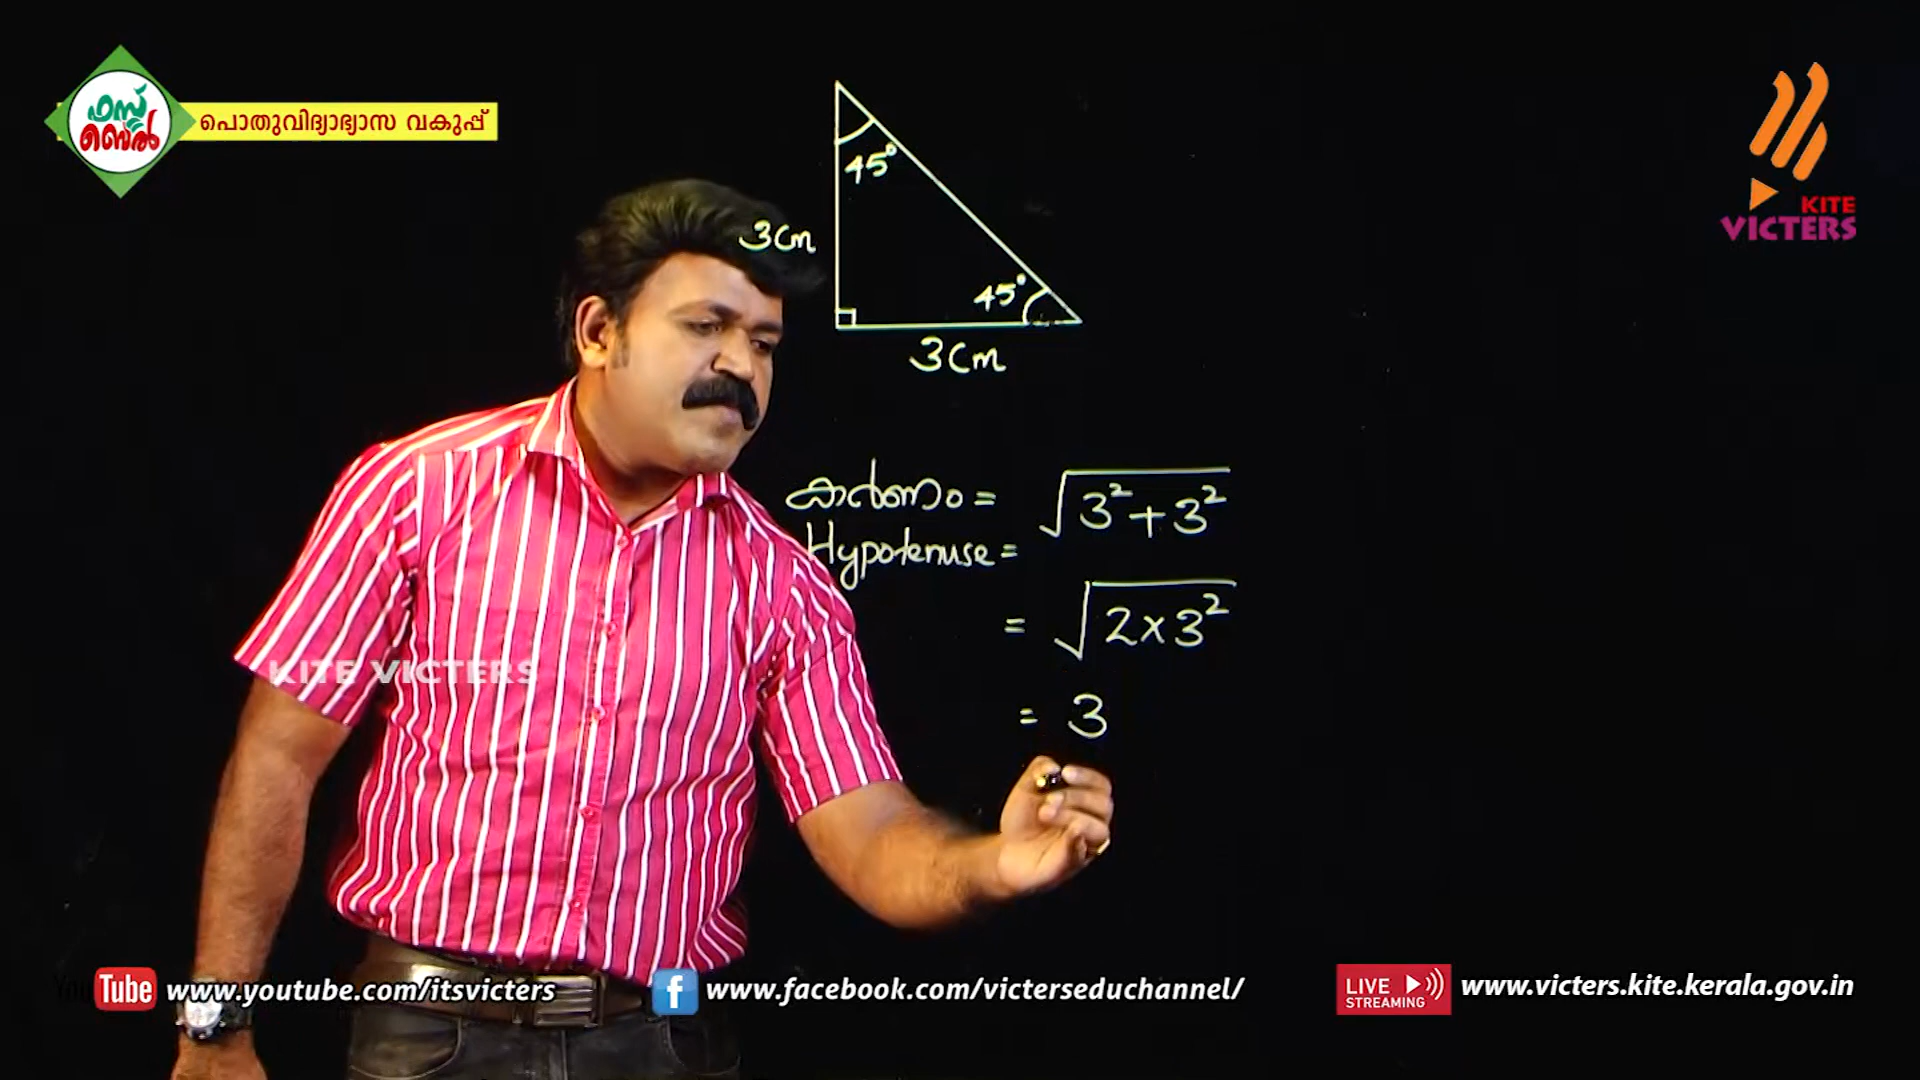 ഫസ്റ്റ്
ബെൽ
പൊതുവിദ്യാഭ്യാസ വകുപ്പ്
KITE
VICTERS
45°
3cm
45°
3cm
കർണം = √3²+3²
Hypotenuse =
= √2×3²
= 3
KITE VICTERS
YouTube www.youtube.com/itsvicters
f www.facebook.com/victerseduchannel/
LIVE STREAMING www.victers.kite.kerala.gov.in